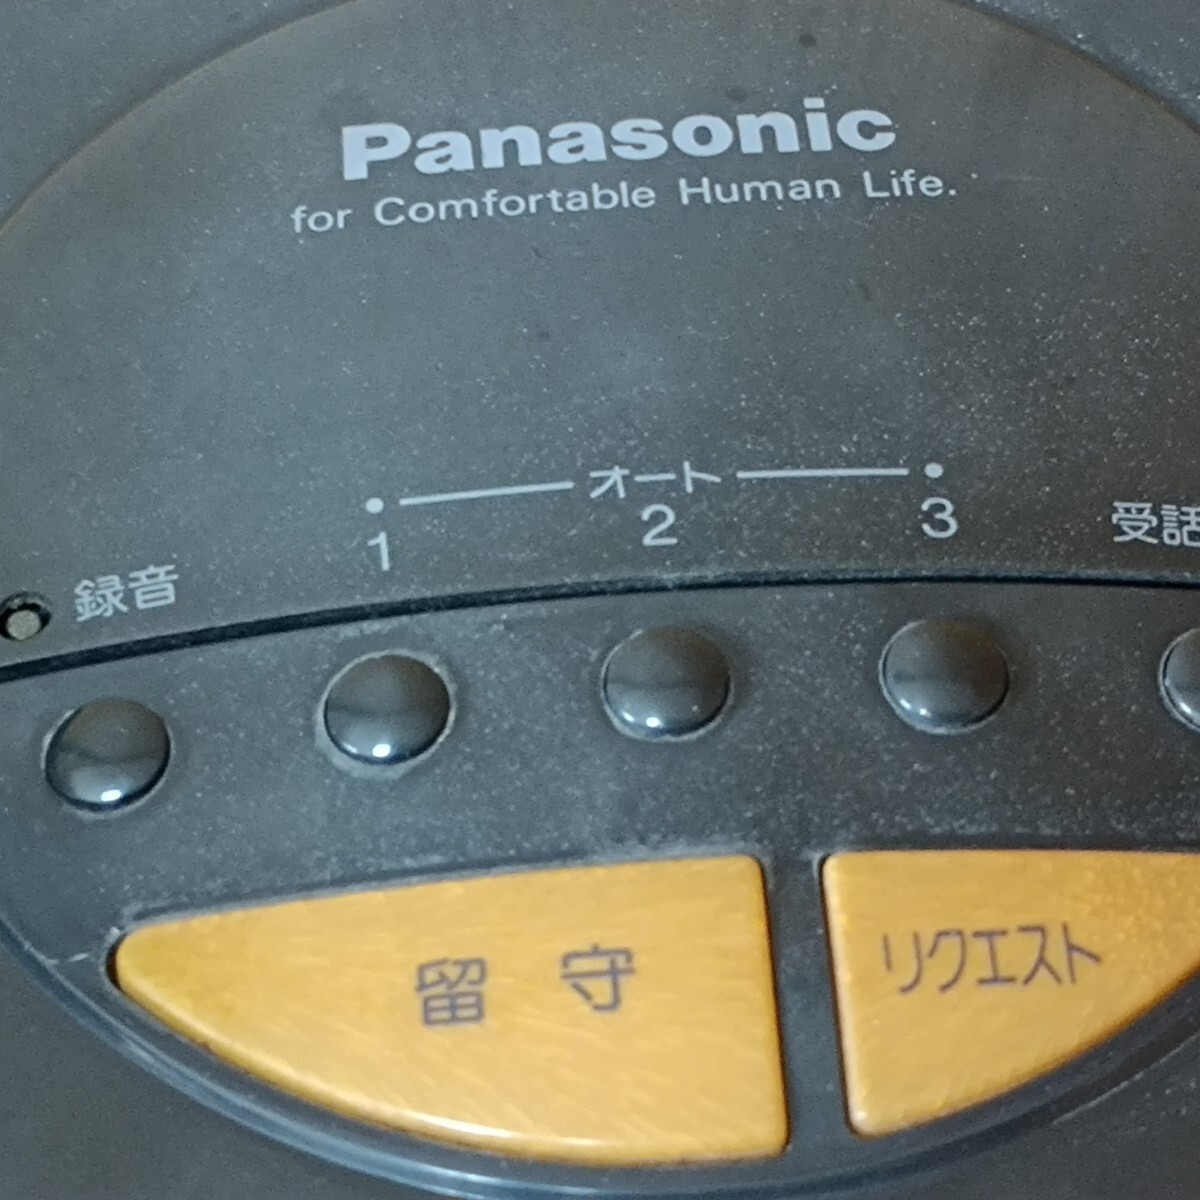 Panasonic
for Comfortable Human Life.
オート
1 2 3
録音
受話
留守
リクエスト